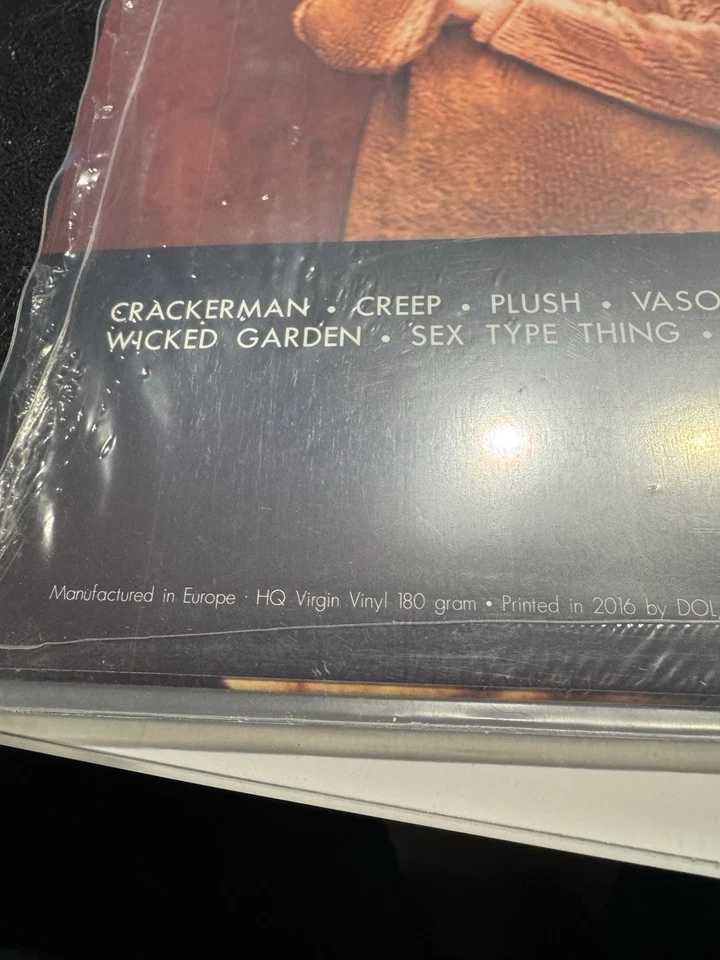 CRACKERMAN • CREEP • PLUSH • VASO
WICKED GARDEN • SEX TYPE THING •
Manufactured in Europe · HQ Virgin Vinyl 180 gram • Printed in 2016 by DOL